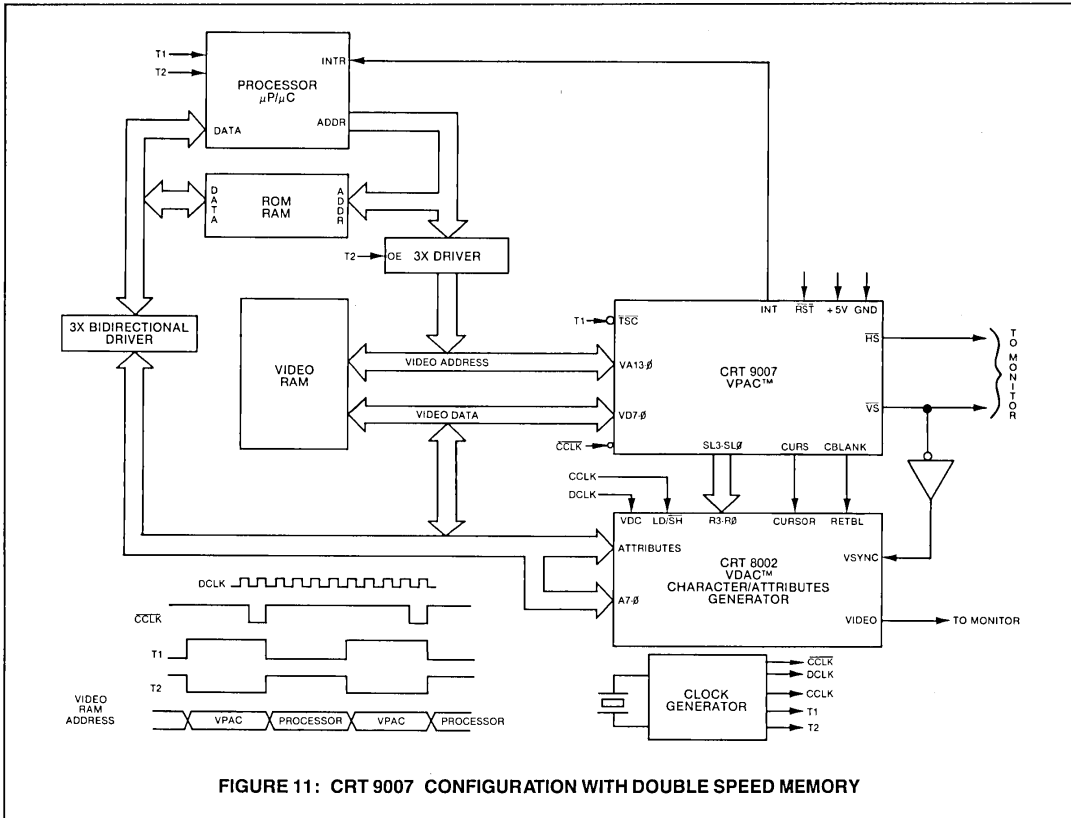 T1
T2
INTR
PROCESSOR
μP/μC
ADDR
DATA
DATA
ROM
RAM
ADDR
T2
OE
3X DRIVER
3X BIDIRECTIONAL
DRIVER
VIDEO
RAM
VIDEO ADDRESS
VIDEO DATA
INT
RST
+5V
GND
T1
TSC
HS
VA13-Ø
CRT 9007
VPAC™
VD7-Ø
VS
CCLK
SL3-SLØ
CURS
CBLANK
TO MONITOR
CCLK
DCLK
VDC
LD/SH
R3-RØ
CURSOR
RETBL
ATTRIBUTES
CRT 8002
VDAC™
CHARACTER/ATTRIBUTES
GENERATOR
VSYNC
A7-Ø
VIDEO
TO MONITOR
DCLK
CCLK
T1
T2
VIDEO
RAM
ADDRESS
VPAC
PROCESSOR
VPAC
PROCESSOR
CLOCK
GENERATOR
CCLK
DCLK
CCLK
T1
T2
FIGURE 11: CRT 9007 CONFIGURATION WITH DOUBLE SPEED MEMORY